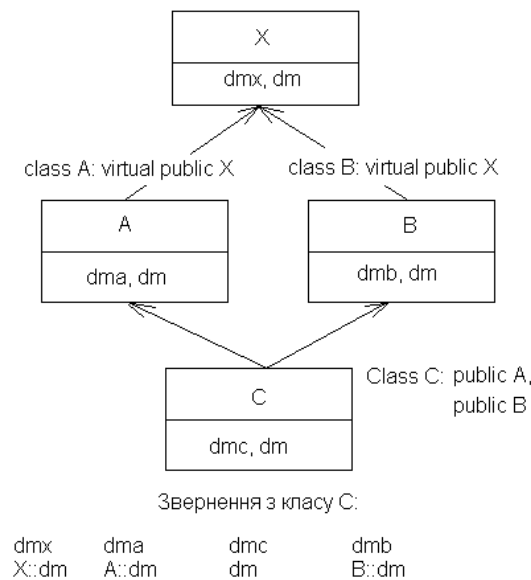 X
dmx, dm
class A: virtual public X
class B: virtual public X
A
dma, dm
B
dmb, dm
Class C: public A,
public B
C
dmc, dm
Звернення з класу C:
dmx dma dmc dmb
X::dm A::dm dm B::dm